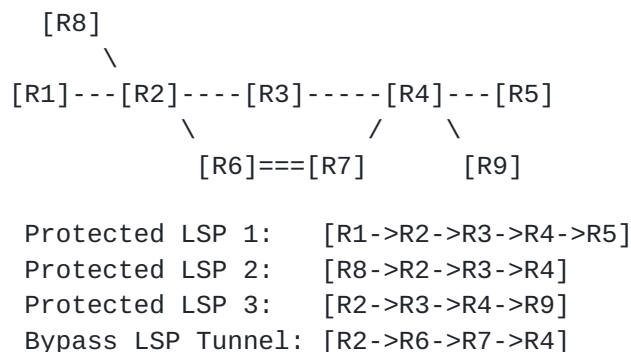 [R8]
\
[R1]---[R2]----[R3]-----[R4]---[R5]
\ / \
[R6]===[R7] [R9]
Protected LSP 1: [R1->R2->R3->R4->R5]
Protected LSP 2: [R8->R2->R3->R4]
Protected LSP 3: [R2->R3->R4->R9]
Bypass LSP Tunnel: [R2->R6->R7->R4]